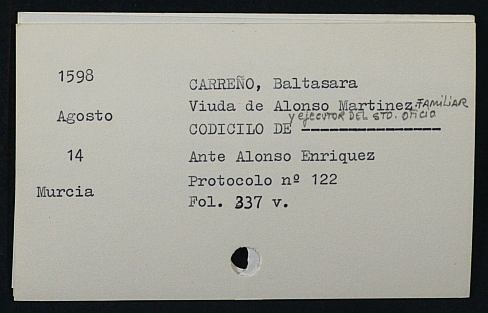 1598
CARREÑO, Baltasara
Viuda de Alonso Martinez FAMiLiAR
y ejecutor DEL STO. Oficio
Agosto
CODICILO DE ----------------
14
Ante Alonso Enriquez
Protocolo nº 122
Murcia
Fol. 337 v.